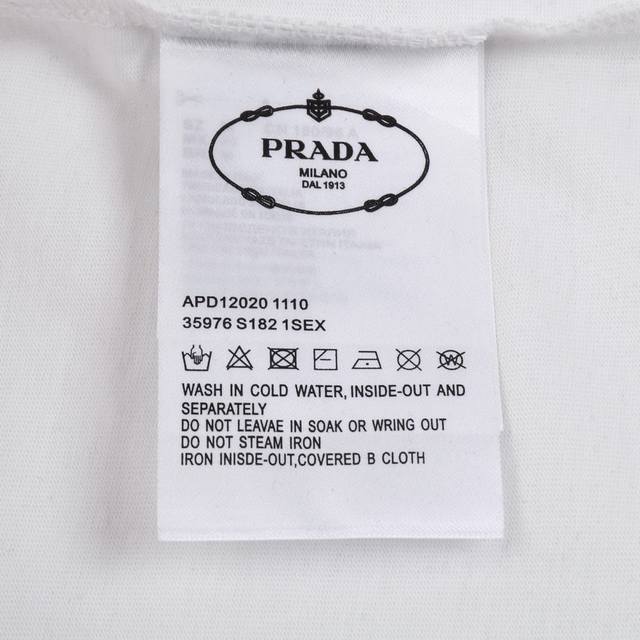 PRADA
MILANO
DAL 1913
APD12020 1110
35976 S182 1SEX
WASH IN COLD WATER, INSIDE-OUT AND
SEPARATELY
DO NOT LEAVAE IN SOAK OR WRING OUT
DO NOT STEAM IRON
IRON INISDE-OUT,COVERED B CLOTH